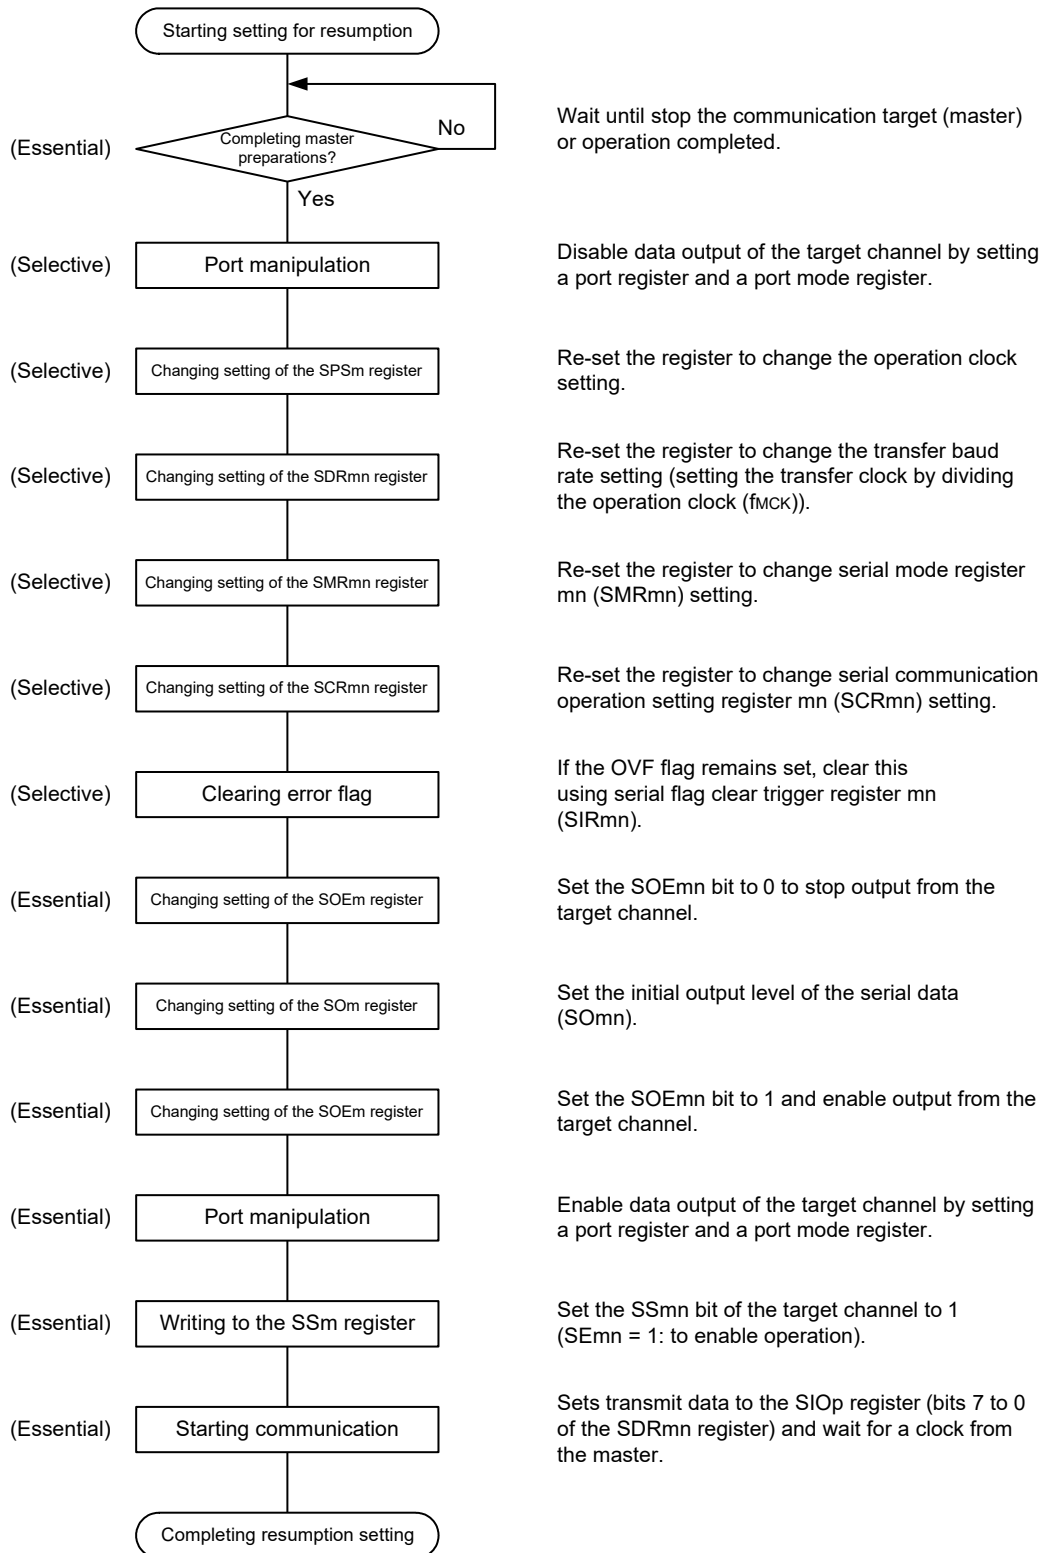 Starting setting for resumption
(Essential)
Completing master
preparations?
No
Yes
Wait until stop the communication target (master)
or operation completed.
(Selective)
Port manipulation
Disable data output of the target channel by setting
a port register and a port mode register.
(Selective)
Changing setting of the SPSm register
Re-set the register to change the operation clock
setting.
(Selective)
Changing setting of the SDRmn register
Re-set the register to change the transfer baud
rate setting (setting the transfer clock by dividing
the operation clock (fMCK)).
(Selective)
Changing setting of the SMRmn register
Re-set the register to change serial mode register
mn (SMRmn) setting.
(Selective)
Changing setting of the SCRmn register
Re-set the register to change serial communication
operation setting register mn (SCRmn) setting.
(Selective)
Clearing error flag
If the OVF flag remains set, clear this
using serial flag clear trigger register mn
(SIRmn).
(Essential)
Changing setting of the SOEm register
Set the SOEmn bit to 0 to stop output from the
target channel.
(Essential)
Changing setting of the SOm register
Set the initial output level of the serial data
(SOmn).
(Essential)
Changing setting of the SOEm register
Set the SOEmn bit to 1 and enable output from the
target channel.
(Essential)
Port manipulation
Enable data output of the target channel by setting
a port register and a port mode register.
(Essential)
Writing to the SSm register
Set the SSmn bit of the target channel to 1
(SEmn = 1: to enable operation).
(Essential)
Starting communication
Sets transmit data to the SIOp register (bits 7 to 0
of the SDRmn register) and wait for a clock from
the master.
Completing resumption setting